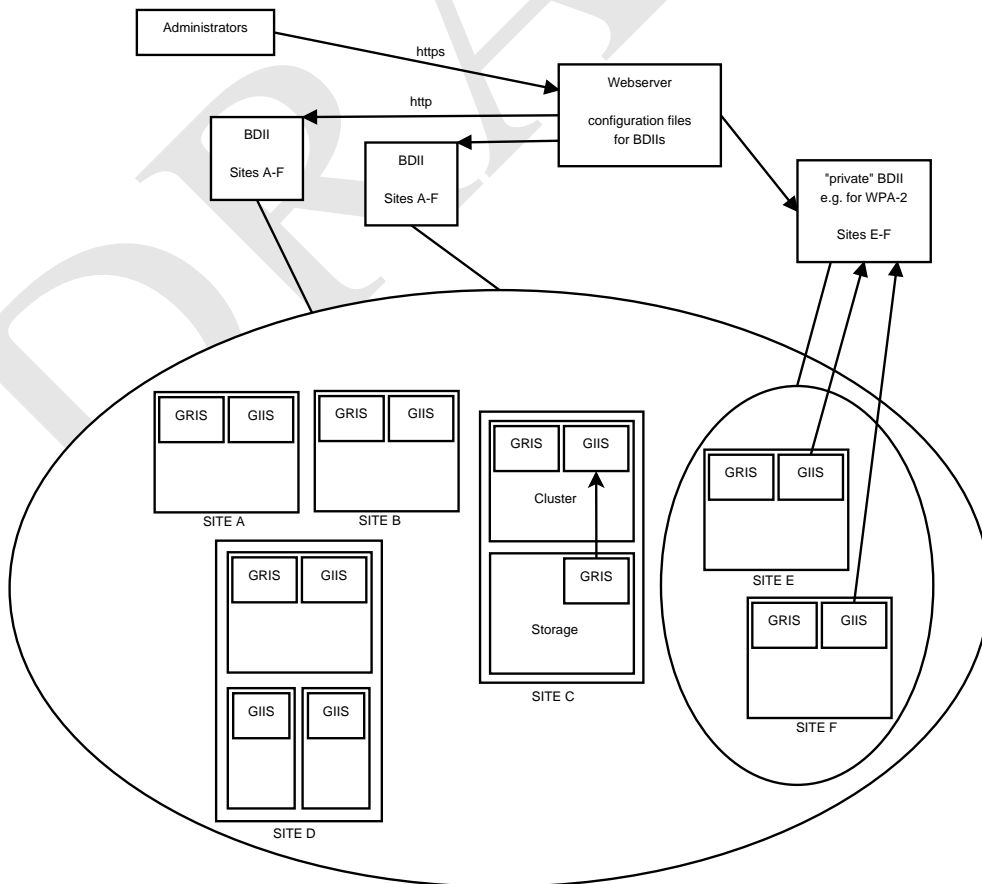 Administrators
https
Webserver
configuration files
for BDIIs
http
BDII
Sites A-F
BDII
Sites A-F
"private" BDII
e.g. for WPA-2
Sites E-F
GRIS
GIIS
SITE A
GRIS
GIIS
SITE B
GRIS
GIIS
Cluster
GRIS
Storage
SITE C
GRIS
GIIS
SITE E
GRIS
GIIS
SITE F
GRIS
GIIS
GIIS
GIIS
SITE D
DRA